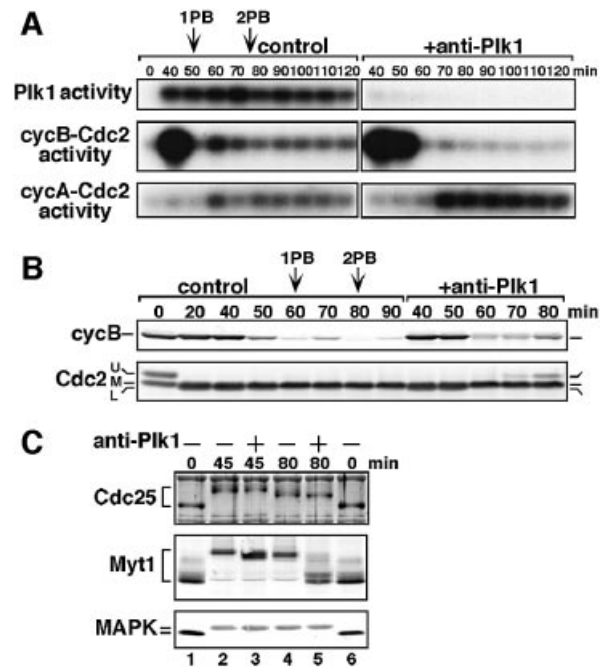 A
1PB 2PB
control +anti-Plk1
0 40 50 60 70 80 90 100 110 120 40 50 60 70 80 90 100 110 120 min
Plk1 activity
cycB-Cdc2 activity
cycA-Cdc2 activity
B
1PB 2PB
control +anti-Plk1
0 20 40 50 60 70 80 90 40 50 60 70 80 min
cycB
Cdc2 U M L
C
anti-Plk1 – – + – + –
0 45 45 80 80 0 min
Cdc25
Myt1
MAPK
1 2 3 4 5 6